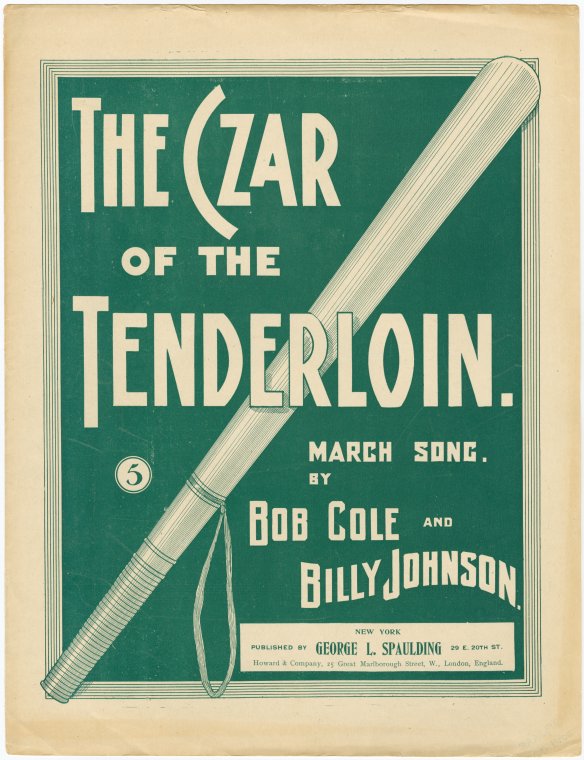 THE CZAR
OF THE
TENDERLOIN.
MARCH SONG.
BY
BOB COLE AND
BILLY JOHNSON.
5
NEW YORK
PUBLISHED BY GEORGE L. SPAULDING 29 E. 20TH ST.
Howard & Company, 25 Great Marlborough Street, W., London, England.